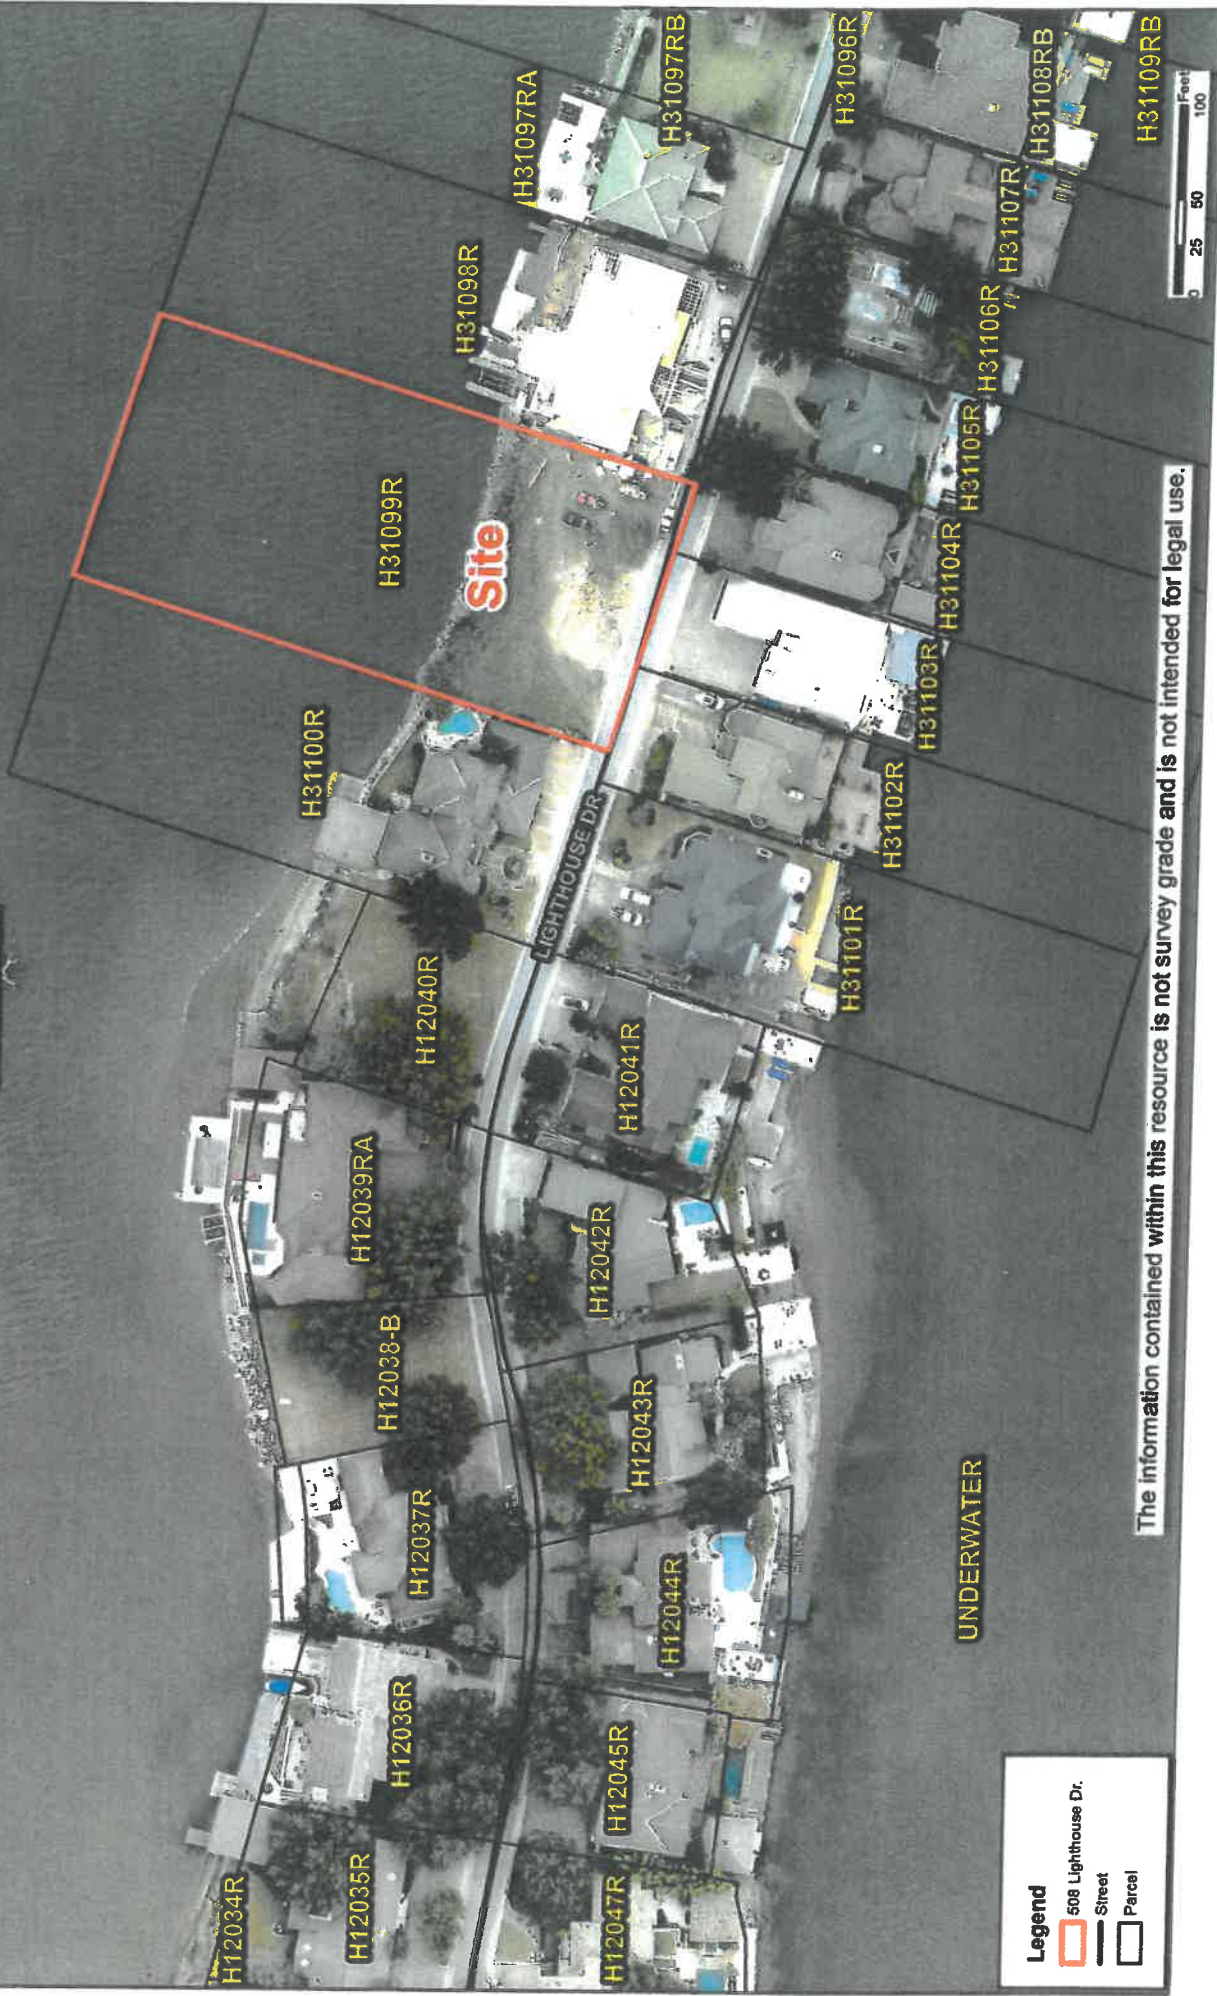 H12034R
H12035R
H12036R
H12037R
H12038-B
H12039RA
H12040R
H31100R
H31099R
Site
H31098R
H31097RA
H31097RB
LIGHTHOUSE DR
H12047R
H12045R
H12044R
H12043R
H12042R
H12041R
H31101R
H31102R
H31103R
H31104R
H31105R
H31106R
H31107R
H31108RB
H31096R
H31109RB
UNDERWATER
Legend
508 Lighthouse Dr.
Street
Parcel
0 25 50 100
Feet
The information contained within this resource is not survey grade and is not intended for legal use.